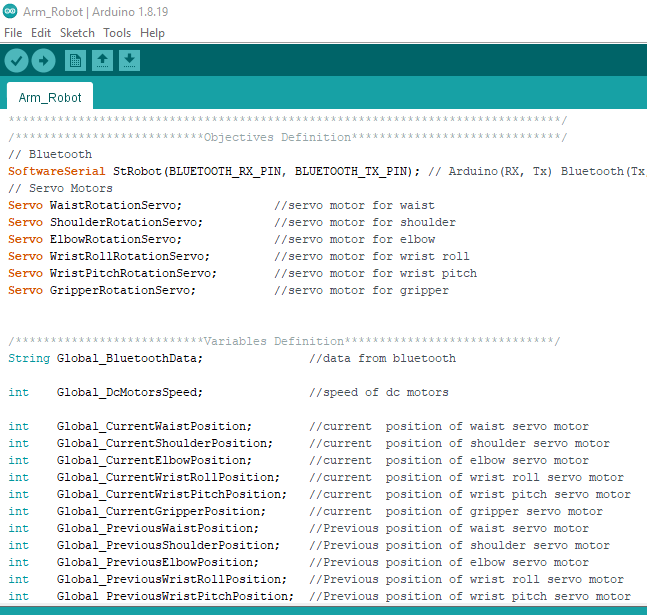 Arm_Robot | Arduino 1.8.19
File Edit Sketch Tools Help
Arm_Robot
*******************************************************************************/
/***************************Objectives Definition******************************/
// Bluetooth
SoftwareSerial StRobot(BLUETOOTH_RX_PIN, BLUETOOTH_TX_PIN); // Arduino(RX, Tx) Bluetooth(Tx,
// Servo Motors
Servo WaistRotationServo;             //servo motor for waist
Servo ShoulderRotationServo;          //servo motor for shoulder
Servo ElbowRotationServo;             //servo motor for elbow
Servo WristRollRotationServo;         //servo motor for wrist roll
Servo WristPitchRotationServo;        //servo motor for wrist pitch
Servo GripperRotationServo;           //servo motor for gripper
/***************************Variables Definition******************************/
String Global_BluetoothData;               //data from bluetooth
int    Global_DcMotorsSpeed;               //speed of dc motors
int    Global_CurrentWaistPosition;        //current  position of waist servo motor
int    Global_CurrentShoulderPosition;     //current  position of shoulder servo motor
int    Global_CurrentElbowPosition;        //current  position of elbow servo motor
int    Global_CurrentWristRollPosition;    //current  position of wrist roll servo motor
int    Global_CurrentWristPitchPosition;   //current  position of wrist pitch servo motor
int    Global_CurrentGripperPosition;      //current  position of gripper servo motor
int    Global_PreviousWaistPosition;       //Previous position of waist servo motor
int    Global_PreviousShoulderPosition;    //Previous position of shoulder servo motor
int    Global_PreviousElbowPosition;       //Previous position of elbow servo motor
int    Global_PreviousWristRollPosition;   //Previous position of wrist roll servo motor
int    Global_PreviousWristPitchPosition;  //Previous position of wrist pitch servo motor